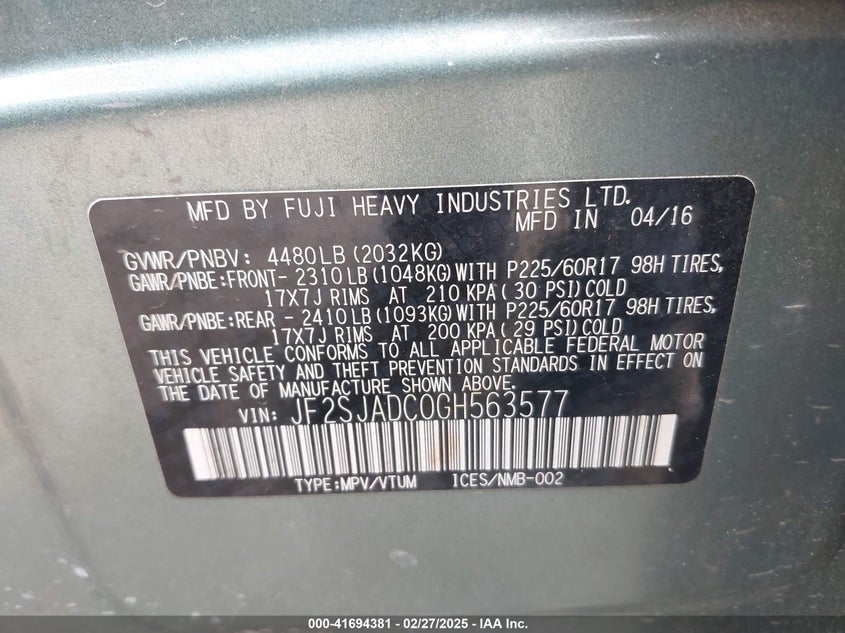 MFD BY FUJI HEAVY INDUSTRIES LTD.
MFD IN 04/16
GVWR/PNBV: 4480LB(2032KG)
GAWR/PNBE:FRONT- 2310LB(1048KG)WITH P225/60R17 98H TIRES,
17X7J RIMS AT 210 KPA( 30 PSI)COLD
GAWR/PNBE:REAR - 2410LB(1093KG)WITH P225/60R17 98H TIRES,
17X7J RIMS AT 200 KPA( 29 PSI)COLD
THIS VEHICLE CONFORMS TO ALL APPLICABLE FEDERAL MOTOR
VEHICLE SAFETY AND THEFT PREVENTION STANDARDS IN EFFECT ON
THE DATE OF MANUFACTURE SHOWN ABOVE.
VIN: JF2SJADC0GH563577
TYPE:MPV/VTUM ICES/NMB-002
000-41694381 - 02/27/2025 - IAA Inc.